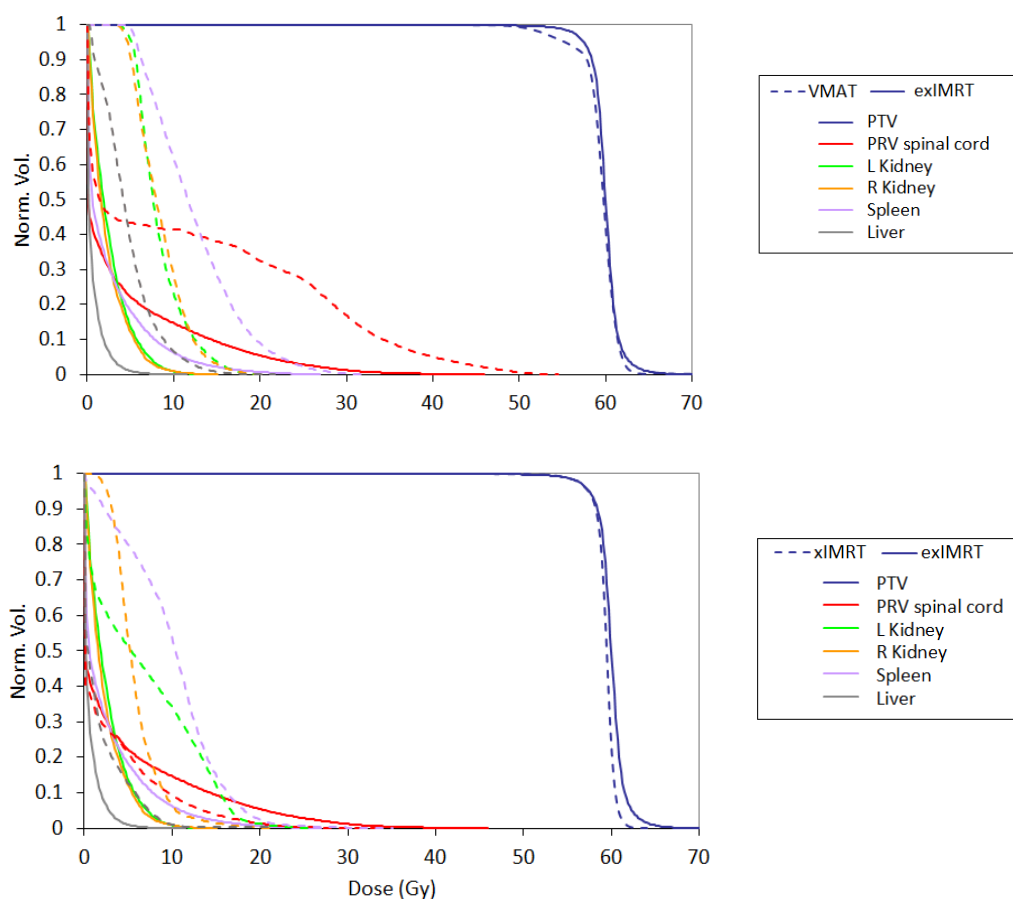 1
0.9
0.8
0.7
0.6
0.5
0.4
0.3
0.2
0.1
0
Norm. Vol.
0 10 20 30 40 50 60 70
VMAT exIMRT
PTV
PRV spinal cord
L Kidney
R Kidney
Spleen
Liver
1
0.9
0.8
0.7
0.6
0.5
0.4
0.3
0.2
0.1
0
Norm. Vol.
0 10 20 30 40 50 60 70
Dose (Gy)
xIMRT exIMRT
PTV
PRV spinal cord
L Kidney
R Kidney
Spleen
Liver